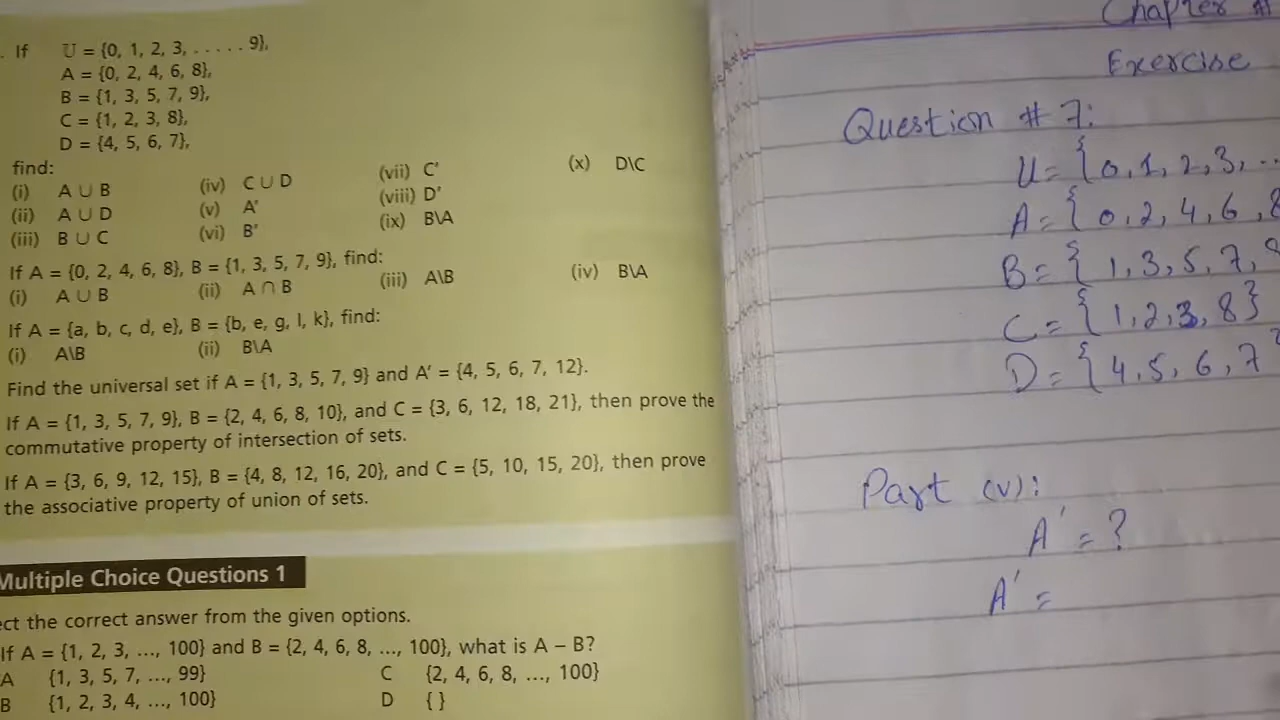 . If U = {0, 1, 2, 3, ..... 9},
A = {0, 2, 4, 6, 8},
B = {1, 3, 5, 7, 9},
C = {1, 2, 3, 8},
D = {4, 5, 6, 7},
find:
(i) A ∪ B (iv) C ∪ D (vii) C′ (x) D\C
(ii) A ∪ D (v) A′ (viii) D′
(iii) B ∪ C (vi) B′ (ix) B\A
If A = {0, 2, 4, 6, 8}, B = {1, 3, 5, 7, 9}, find:
(i) A ∪ B (ii) A ∩ B (iii) A\B (iv) B\A
If A = {a, b, c, d, e}, B = {b, e, g, l, k}, find:
(i) A\B (ii) B\A
Find the universal set if A = {1, 3, 5, 7, 9} and A′ = {4, 5, 6, 7, 12}.
If A = {1, 3, 5, 7, 9}, B = {2, 4, 6, 8, 10}, and C = {3, 6, 12, 18, 21}, then prove the
commutative property of intersection of sets.
If A = {3, 6, 9, 12, 15}, B = {4, 8, 12, 16, 20}, and C = {5, 10, 15, 20}, then prove
the associative property of union of sets.
Multiple Choice Questions 1
ect the correct answer from the given options.
If A = {1, 2, 3, ..., 100} and B = {2, 4, 6, 8, ..., 100}, what is A – B?
A {1, 3, 5, 7, ..., 99} C {2, 4, 6, 8, ..., 100}
B {1, 2, 3, 4, ..., 100} D { }
Chapter #
Exercise
Question # 7:
U = {0, 1, 2, 3, ..
A = {0, 2, 4, 6, 8
B = {1, 3, 5, 7, 9
C = {1, 2, 3, 8}
D = {4, 5, 6, 7
Part (v):
A′ = ?
A′ =